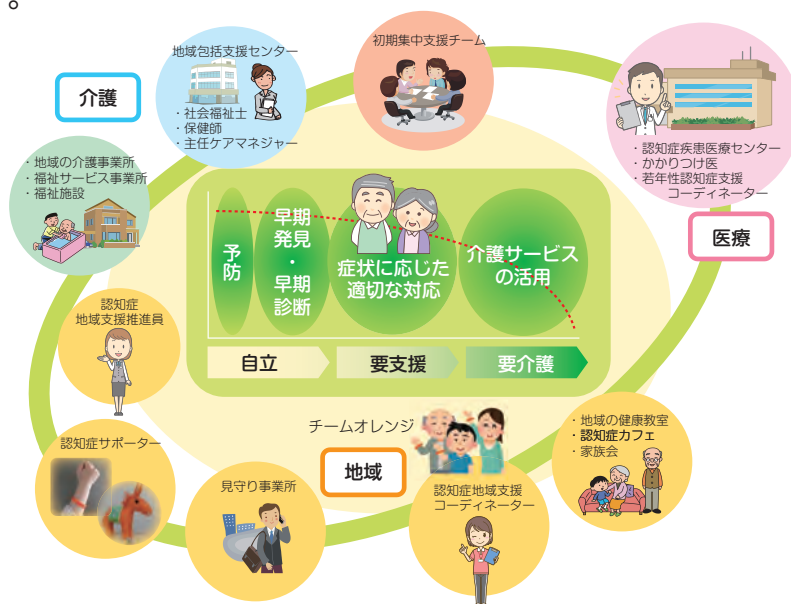 。
介護
地域包括支援センター
・社会福祉士
・保健師
・主任ケアマネジャー
初期集中支援チーム
・認知症疾患医療センター
・かかりつけ医
・若年性認知症支援
コーディネーター
医療
・地域の介護事業所
・福祉サービス事業所
・福祉施設
予防
早期
発見
・
早期
診断
症状に応じた
適切な対応
介護サービス
の活用
自立
要支援
要介護
認知症
地域支援推進員
認知症サポーター
見守り事業所
チームオレンジ
地域
認知症地域支援
コーディネーター
・地域の健康教室
・認知症カフェ
・家族会